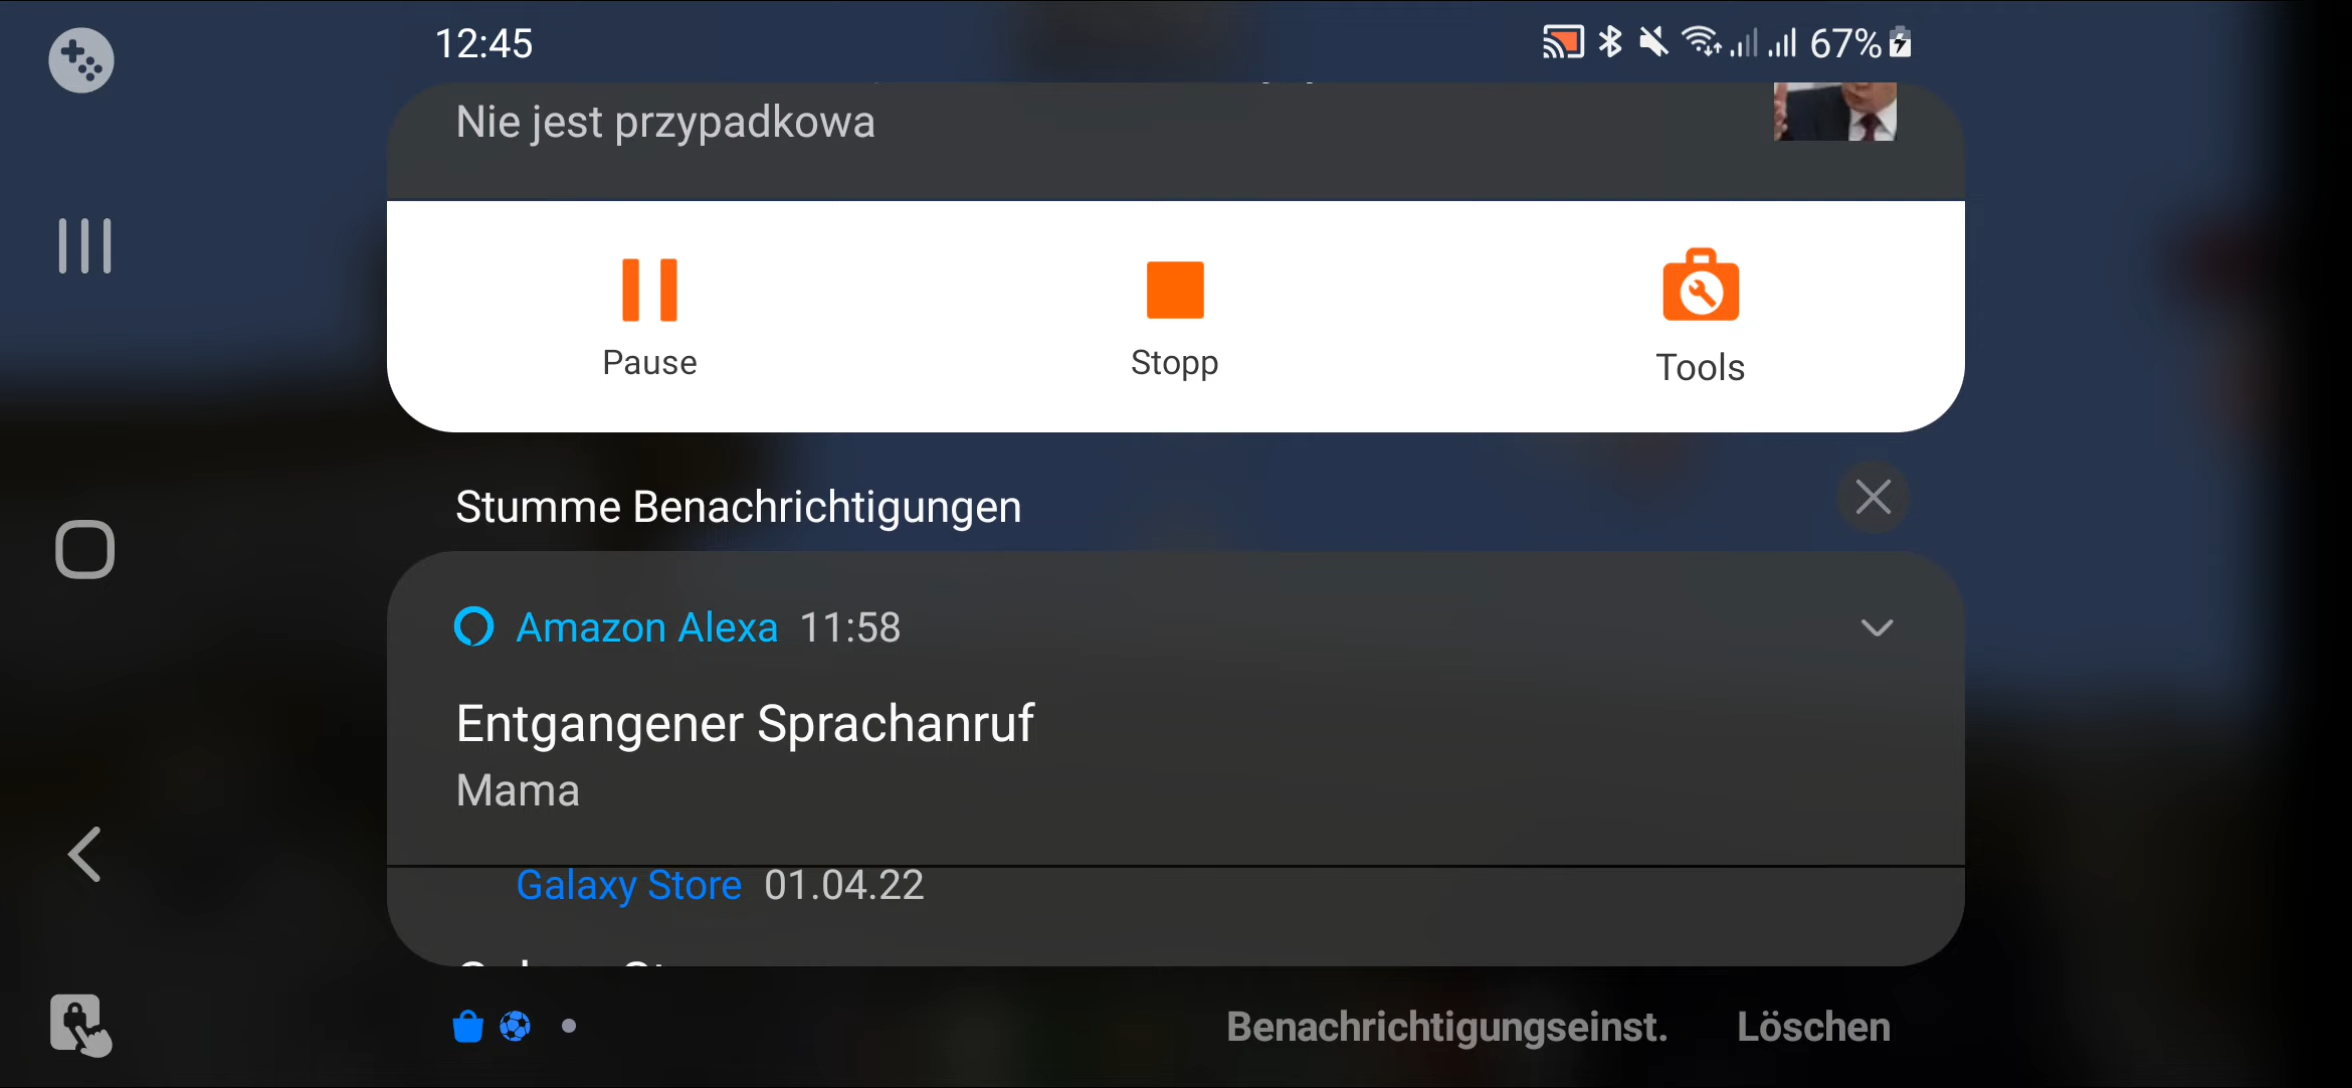 12:45
67%
Nie jest przypadkowa
Pause
Stopp
Tools
Stumme Benachrichtigungen
Amazon Alexa 11:58
Entgangener Sprachanruf
Mama
Galaxy Store 01.04.22
Benachrichtigungseinst. Löschen